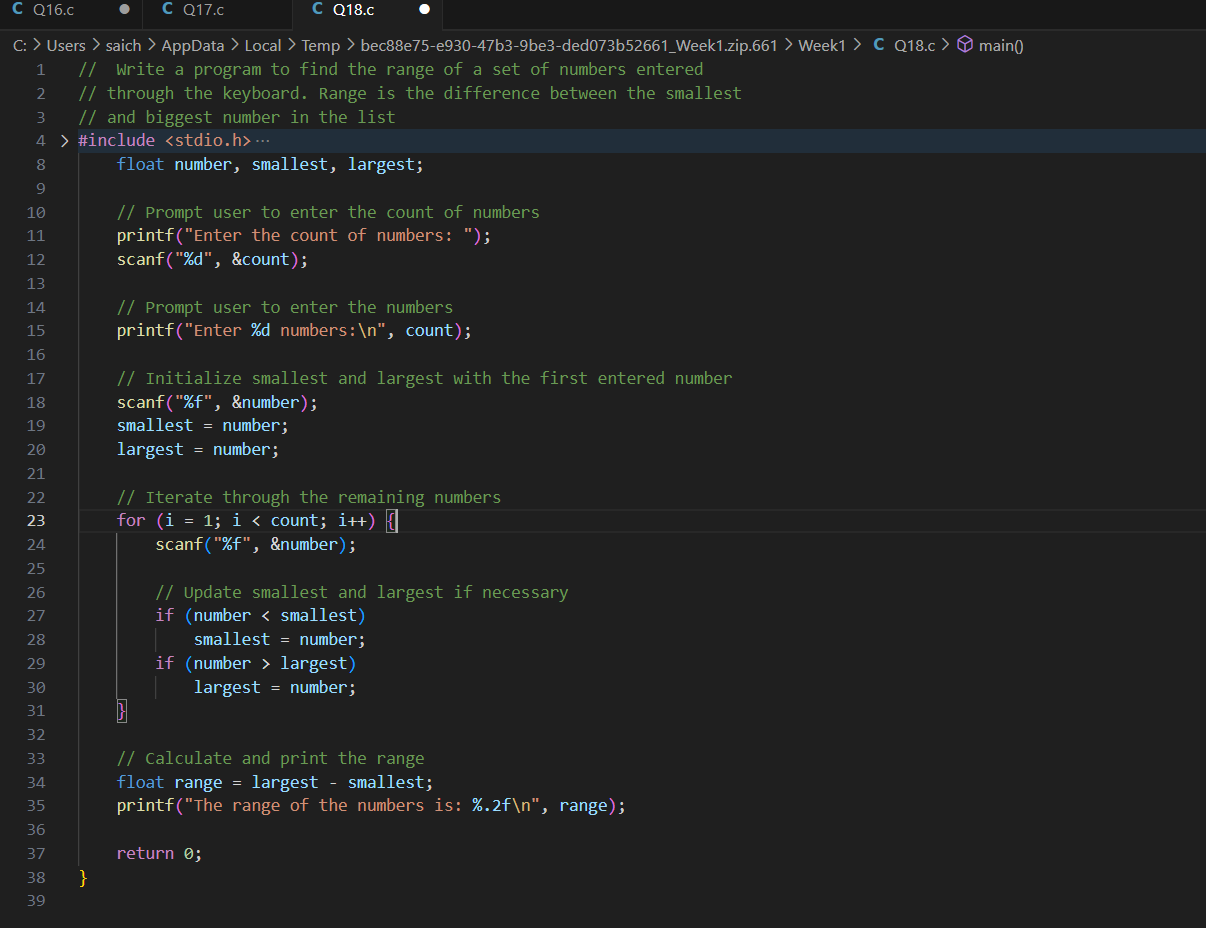 C Q16.c ● C Q17.c C Q18.c ●
C: > Users > saich > AppData > Local > Temp > bec88e75-e930-47b3-9be3-ded073b52661_Week1.zip.661 > Week1 > C Q18.c > main()
1 //  Write a program to find the range of a set of numbers entered
2 // through the keyboard. Range is the difference between the smallest
3 // and biggest number in the list
4 > #include <stdio.h> ···
8     float number, smallest, largest;
9
10     // Prompt user to enter the count of numbers
11     printf("Enter the count of numbers: ");
12     scanf("%d", &count);
13
14     // Prompt user to enter the numbers
15     printf("Enter %d numbers:\n", count);
16
17     // Initialize smallest and largest with the first entered number
18     scanf("%f", &number);
19     smallest = number;
20     largest = number;
21
22     // Iterate through the remaining numbers
23     for (i = 1; i < count; i++) {
24         scanf("%f", &number);
25
26         // Update smallest and largest if necessary
27         if (number < smallest)
28             smallest = number;
29         if (number > largest)
30             largest = number;
31     }
32
33     // Calculate and print the range
34     float range = largest - smallest;
35     printf("The range of the numbers is: %.2f\n", range);
36
37     return 0;
38 }
39